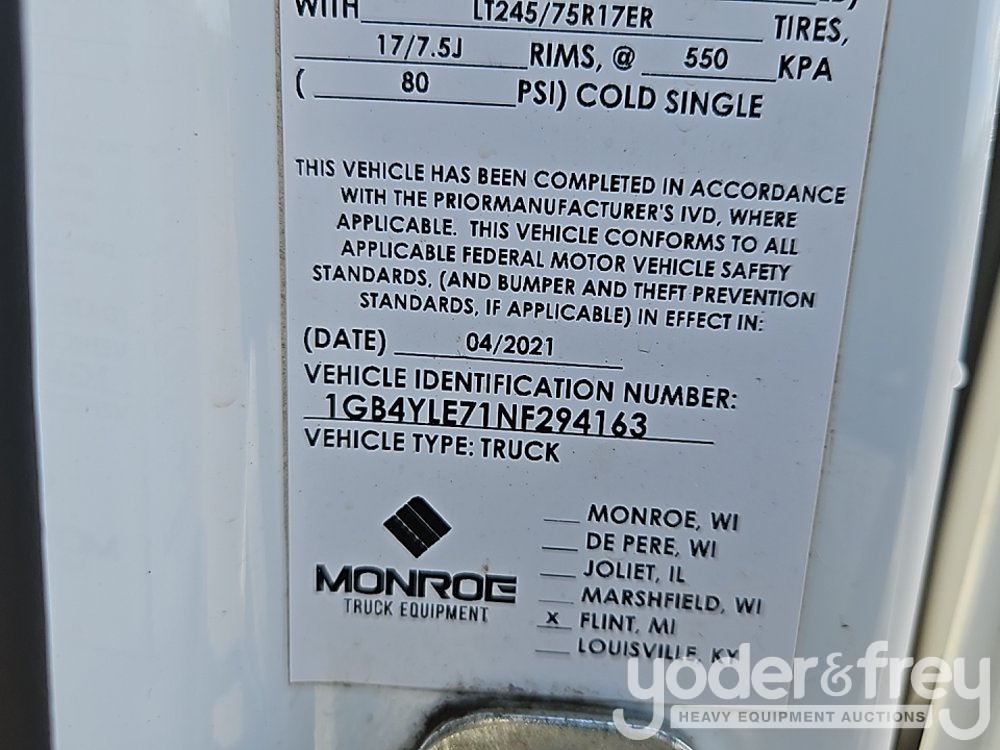 WITH LT245/75R17ER TIRES,
17/7.5J RIMS, @ 550 KPA
( 80 PSI) COLD SINGLE
THIS VEHICLE HAS BEEN COMPLETED IN ACCORDANCE
WITH THE PRIORMANUFACTURER'S IVD, WHERE
APPLICABLE. THIS VEHICLE CONFORMS TO ALL
APPLICABLE FEDERAL MOTOR VEHICLE SAFETY
STANDARDS, (AND BUMPER AND THEFT PREVENTION
STANDARDS, IF APPLICABLE) IN EFFECT IN:
(DATE) 04/2021
VEHICLE IDENTIFICATION NUMBER:
1GB4YLE71NF294163
VEHICLE TYPE: TRUCK
MONROE
TRUCK EQUIPMENT
MONROE, WI
DE PERE, WI
JOLIET, IL
MARSHFIELD, WI
X FLINT, MI
LOUISVILLE, KY
yoder&frey
HEAVY EQUIPMENT AUCTIONS